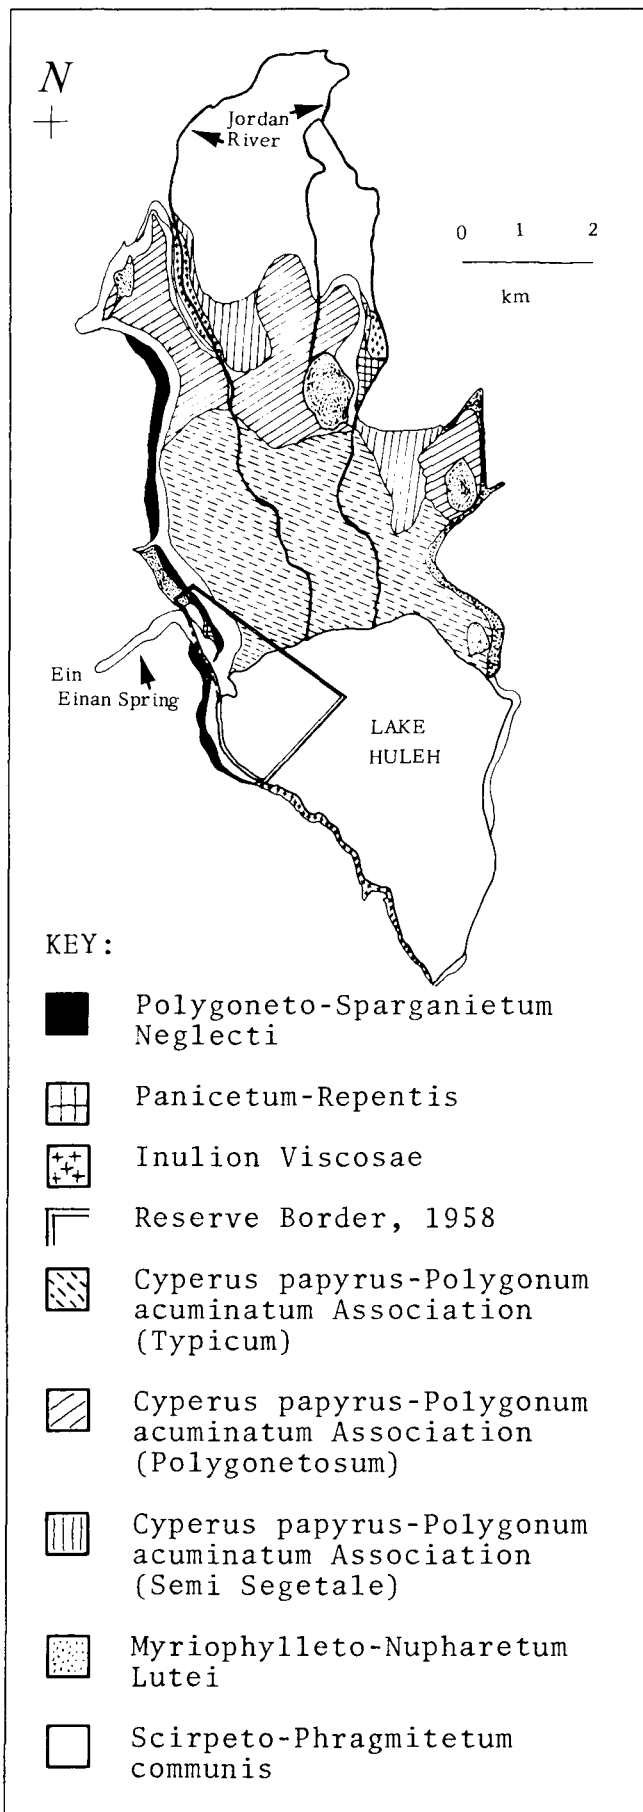 N
Jordan
River
0 1 2
km
Ein
Einan Spring
LAKE
HULEH
KEY:
Polygoneto-Sparganietum
Neglecti
Panicetum-Repentis
Inulion Viscosae
Reserve Border, 1958
Cyperus papyrus-Polygonum
acuminatum Association
(Typicum)
Cyperus papyrus-Polygonum
acuminatum Association
(Polygonetosum)
Cyperus papyrus-Polygonum
acuminatum Association
(Semi Segetale)
Myriophylleto-Nupharetum
Lutei
Scirpeto-Phragmitetum
communis